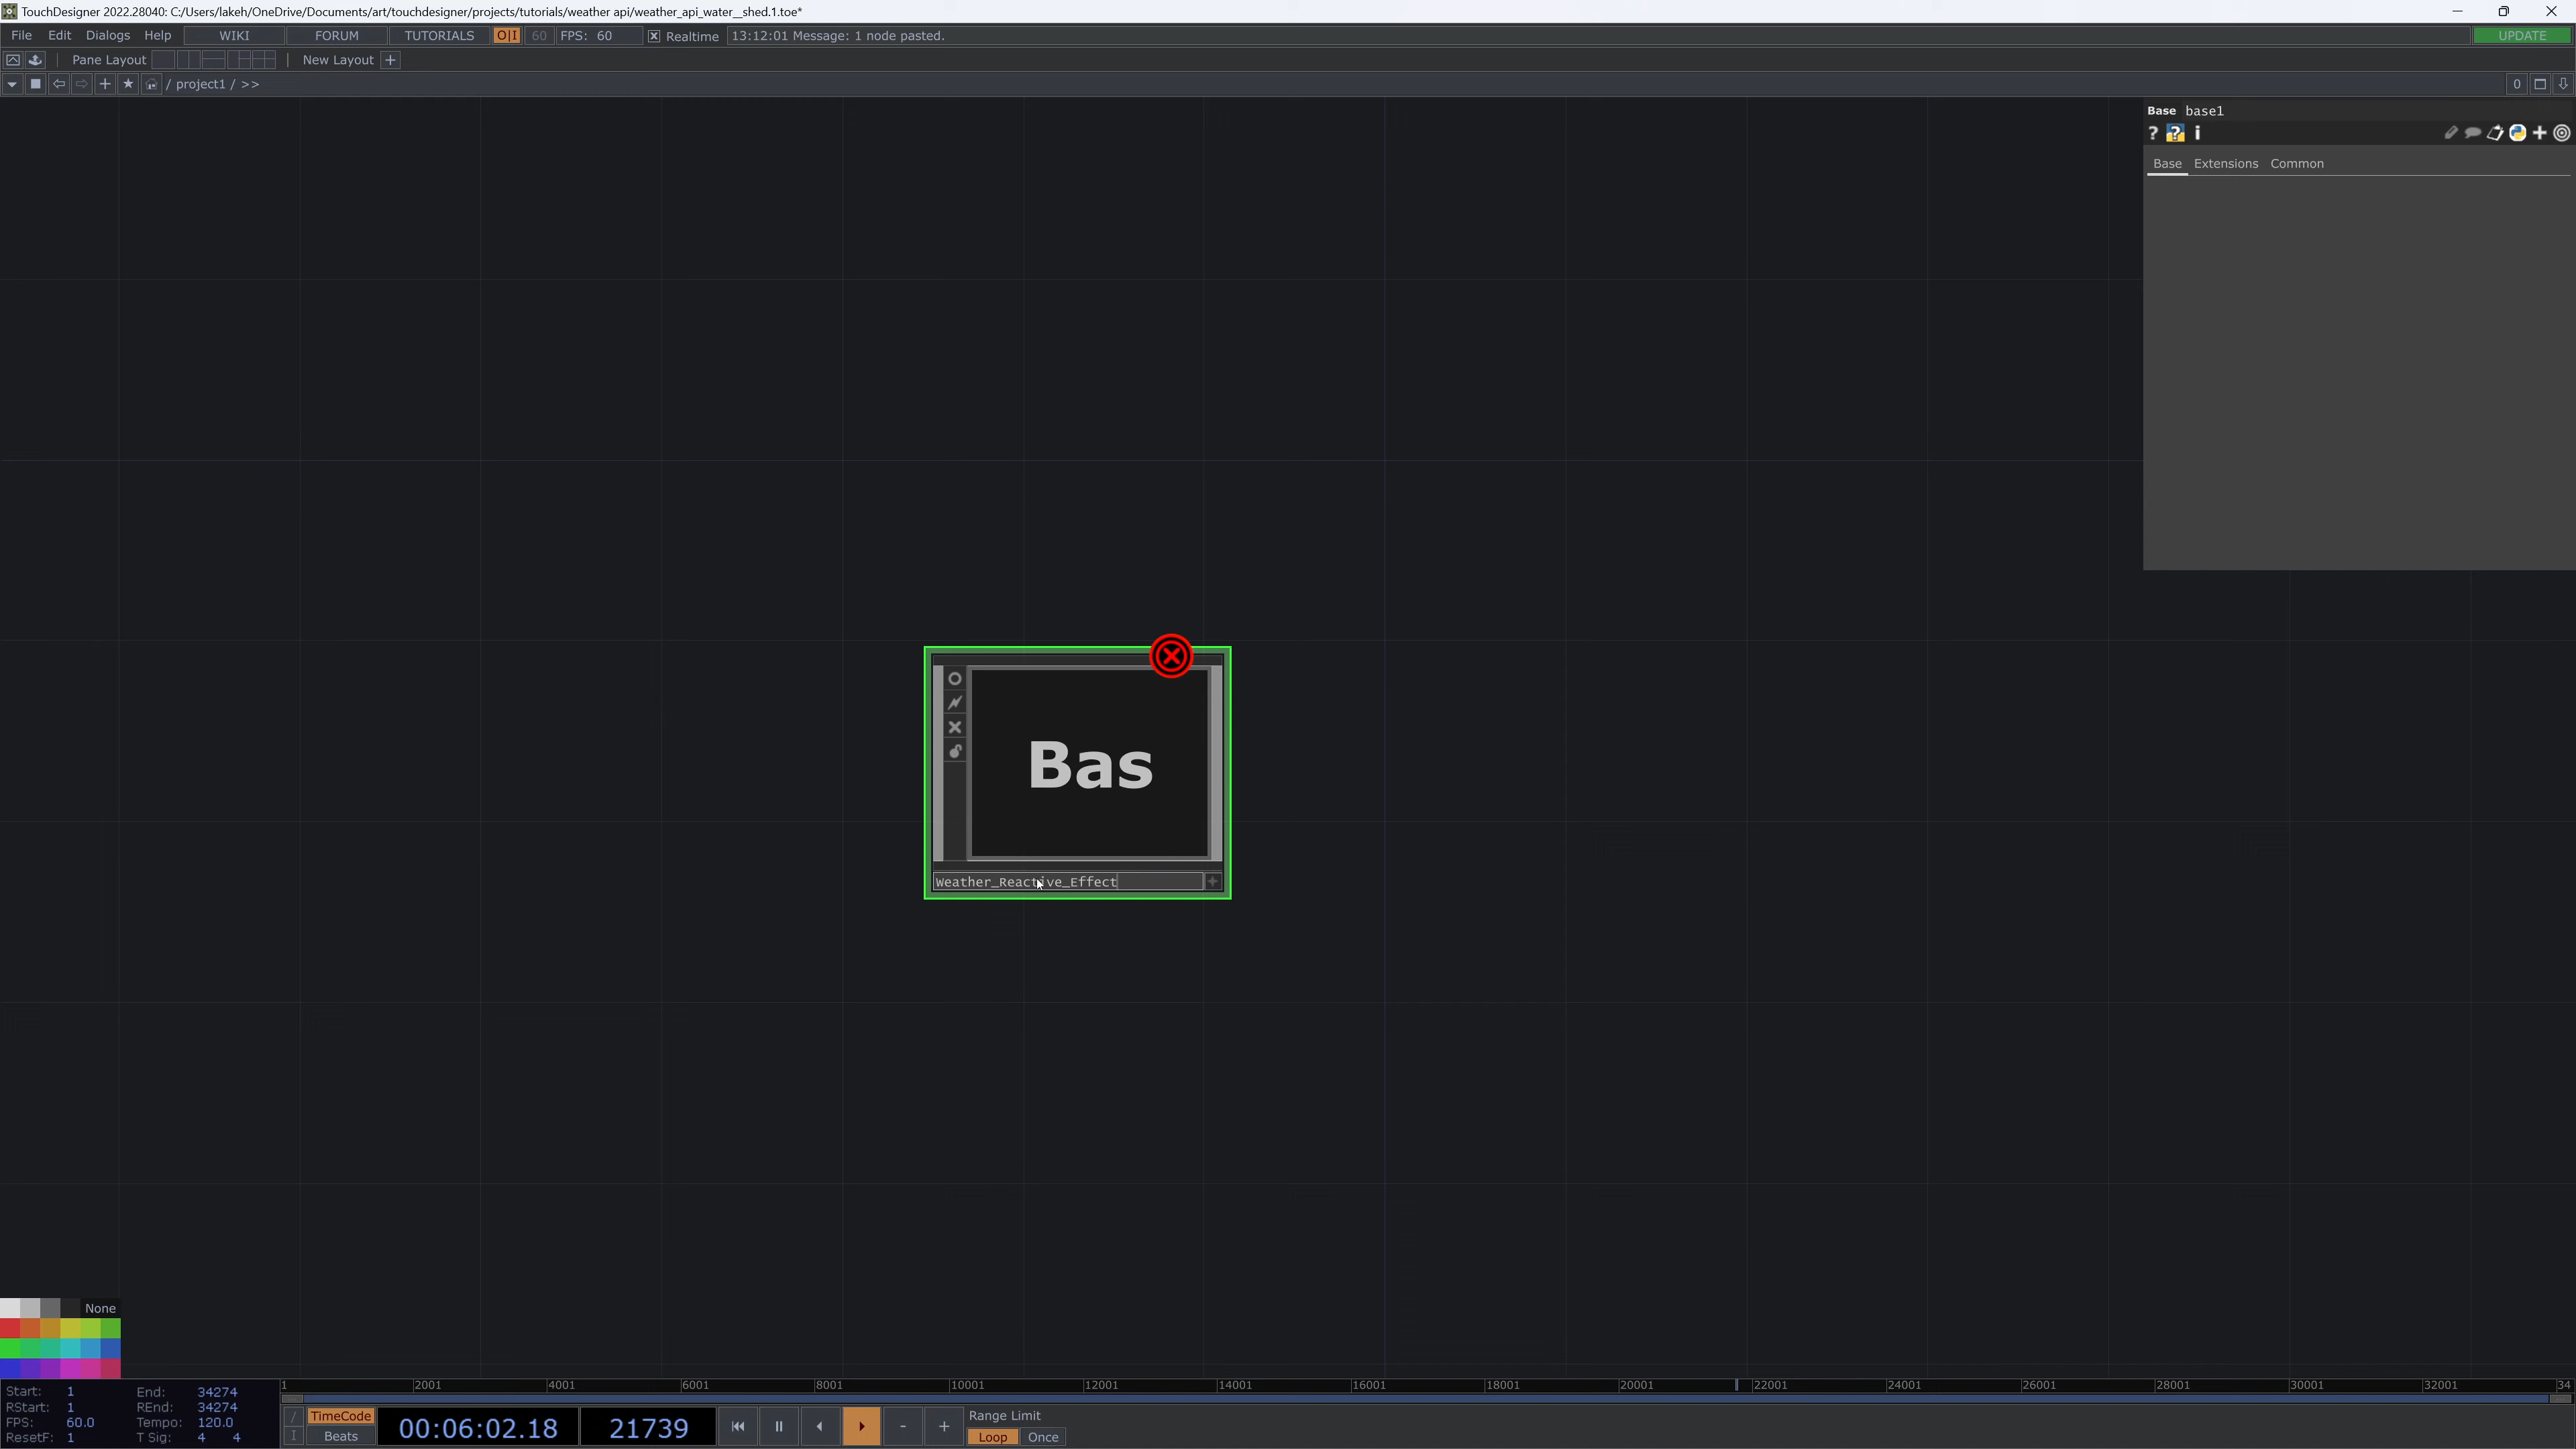 TouchDesigner 2022.28040: C:/Users/lakeh/OneDrive/Documents/art/touchdesigner/projects/tutorials/weather api/weather_api_water__shed.1.toe*
File Edit Dialogs Help WIKI FORUM TUTORIALS O|I 60 FPS: 60 Realtime 13:12:01 Message: 1 node pasted. UPDATE
Pane Layout New Layout +
/ project1 / >> 0
Base base1
? ? i
Base Extensions Common
Bas
Weather_Reactive_Effect
None
1 2001 4001 6001 8001 10001 12001 14001 16001 18001 20001 22001 24001 26001 28001 30001 32001 34
Start: 1 End: 34274
RStart: 1 REnd: 34274
FPS: 60.0 Tempo: 120.0
ResetF: 1 T Sig: 4 4
/ TimeCode
I Beats
00:06:02.18 21739 - +
Range Limit
Loop Once